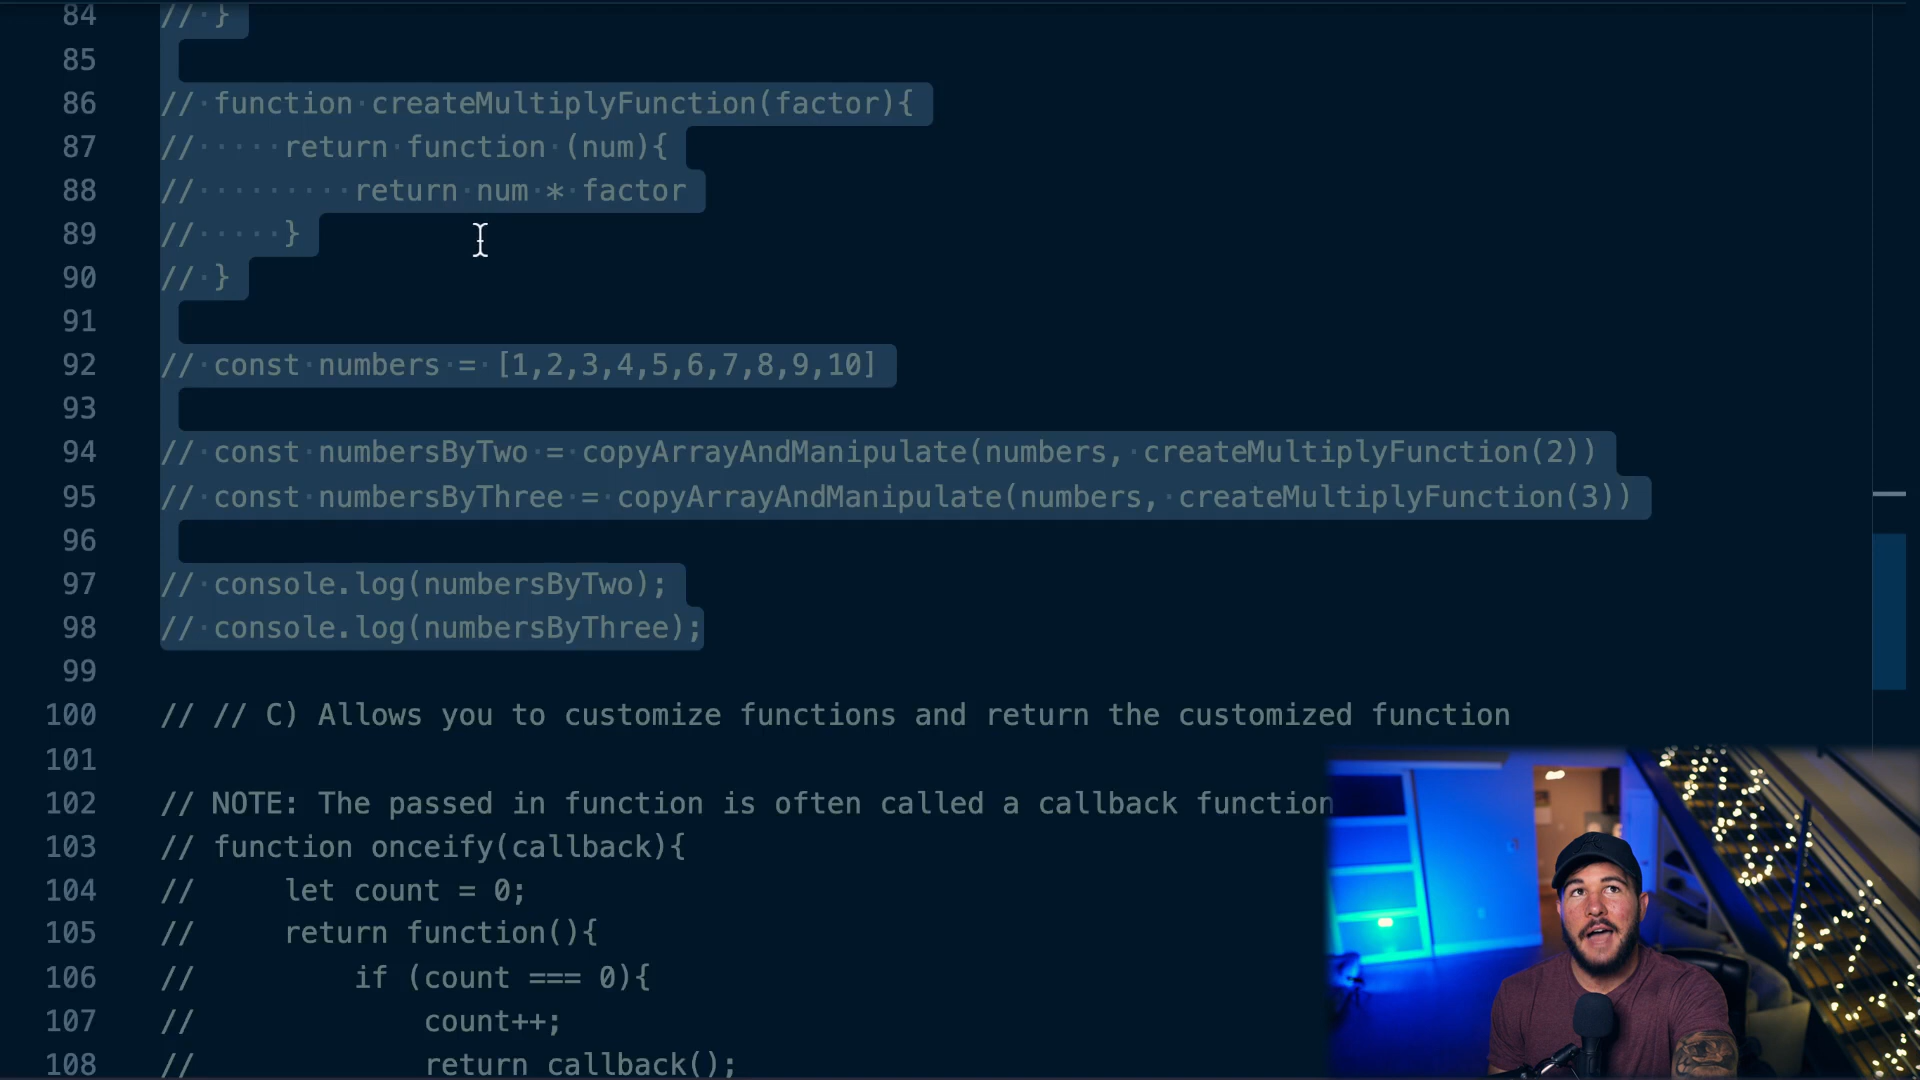 84 // }
85
86 // function createMultiplyFunction(factor){
87 //     return function (num){
88 //         return num * factor
89 //     }
90 // }
91
92 // const numbers = [1,2,3,4,5,6,7,8,9,10]
93
94 // const numbersByTwo = copyArrayAndManipulate(numbers, createMultiplyFunction(2))
95 // const numbersByThree = copyArrayAndManipulate(numbers, createMultiplyFunction(3))
96
97 // console.log(numbersByTwo);
98 // console.log(numbersByThree);
99
100 // // C) Allows you to customize functions and return the customized function
101
102 // NOTE: The passed in function is often called a callback function
103 // function onceify(callback){
104 //     let count = 0;
105 //     return function(){
106 //         if (count === 0){
107 //             count++;
108 //             return callback();